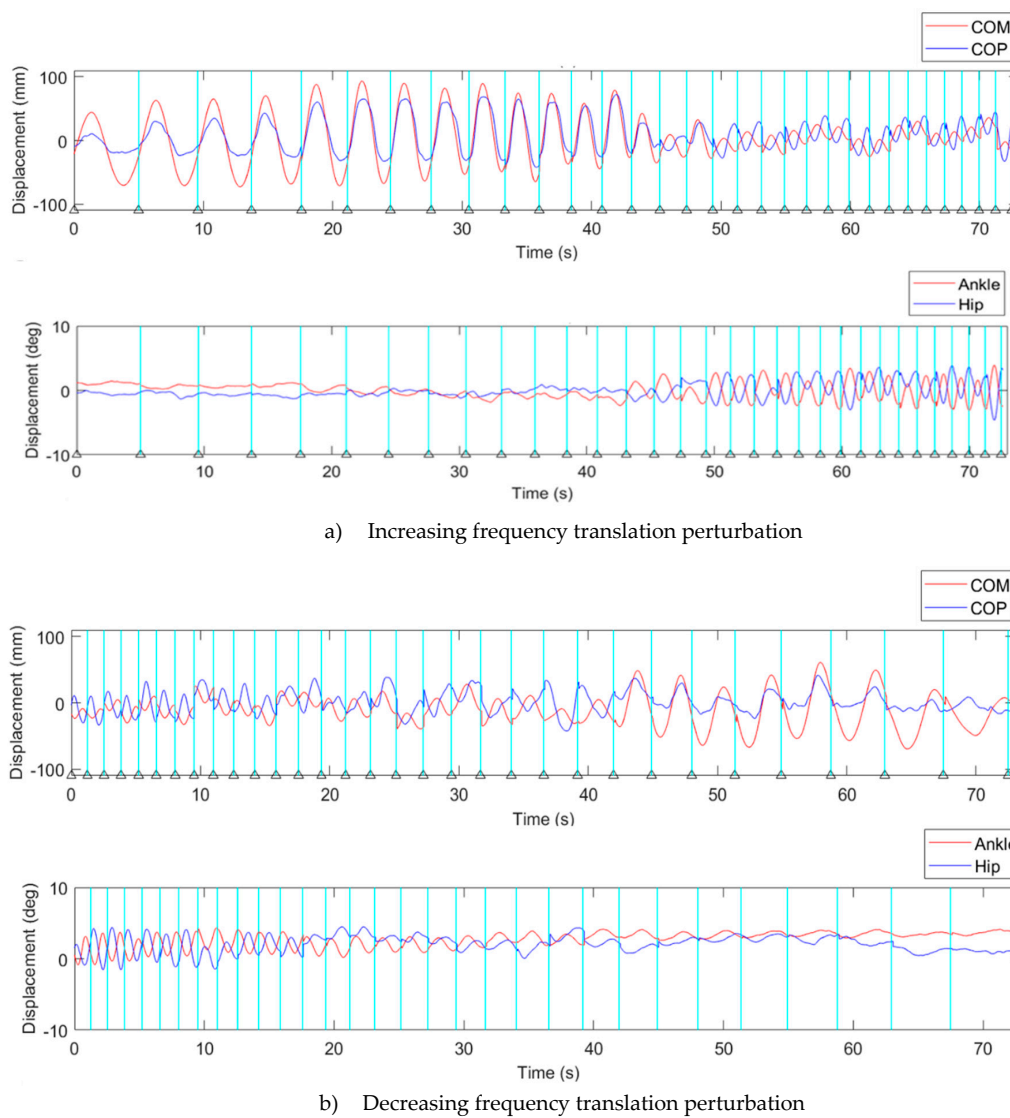 COM
COP
100
0
-100
Displacement (mm)
0 10 20 30 40 50 60 70
Time (s)
Ankle
Hip
10
0
-10
Displacement (deg)
0 10 20 30 40 50 60 70
Time (s)
a) Increasing frequency translation perturbation
COM
COP
100
0
-100
Displacement (mm)
0 10 20 30 40 50 60 70
Time (s)
Ankle
Hip
10
0
-10
Displacement (deg)
0 10 20 30 40 50 60 70
Time (s)
b) Decreasing frequency translation perturbation